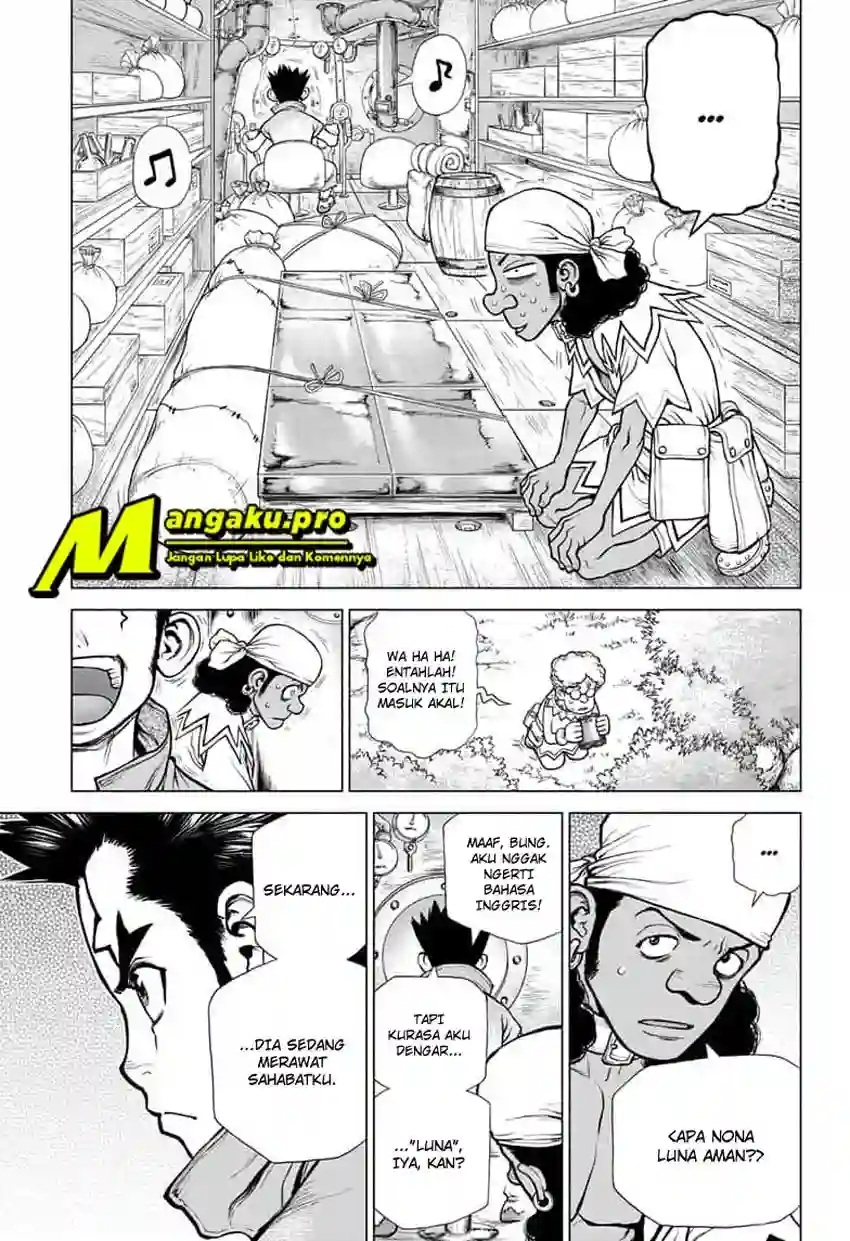 ...
Mangaku.pro
Jangan Lupa Like dan Komennya
WA HA HA!
ENTAHLAH!
SOALNYA ITU
MASUK AKAL!
...
<APA NONA
LUNA AMAN?>
MAAF, BUNG.
AKU NGGAK
NGERTI
BAHASA
INGGRIS!
TAPI
KURASA AKU
DENGAR...
..."LUNA",
IYA, KAN?
SEKARANG...
...DIA SEDANG
MERAWAT
SAHABATKU.